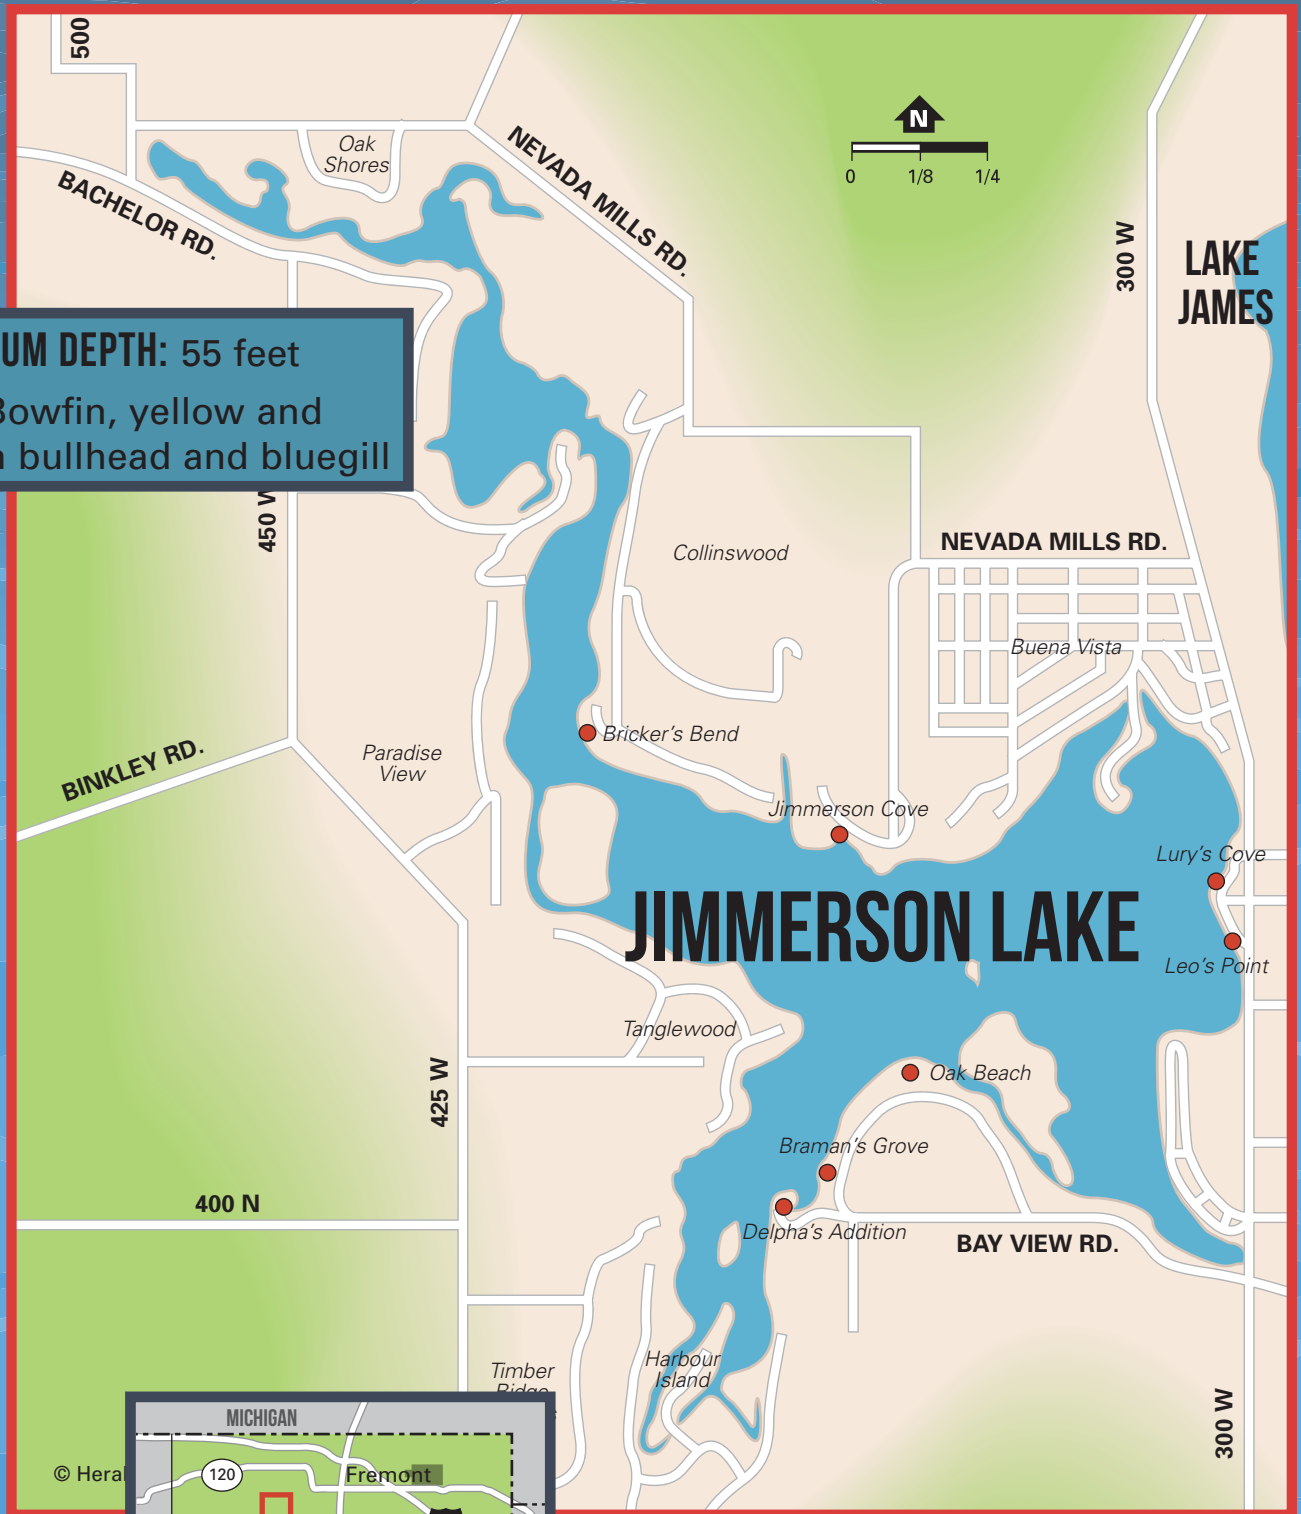 500
Oak
Shores
NEVADA MILLS RD.
N
0 1/8 1/4
BACHELOR RD.
300 W
LAKE
JAMES
UM DEPTH: 55 feet
Bowfin, yellow and
bullhead and bluegill
450 W
Collinswood
NEVADA MILLS RD.
Buena Vista
Bricker's Bend
Paradise
View
BINKLEY RD.
Jimmerson Cove
Lury's Cove
JIMMERSON LAKE
Leo's Point
Tanglewood
425 W
Oak Beach
Braman's Grove
400 N
Delpha's Addition
BAY VIEW RD.
Harbour
Island
Timber
Ridge
300 W
MICHIGAN
© Heral
120
Fremont